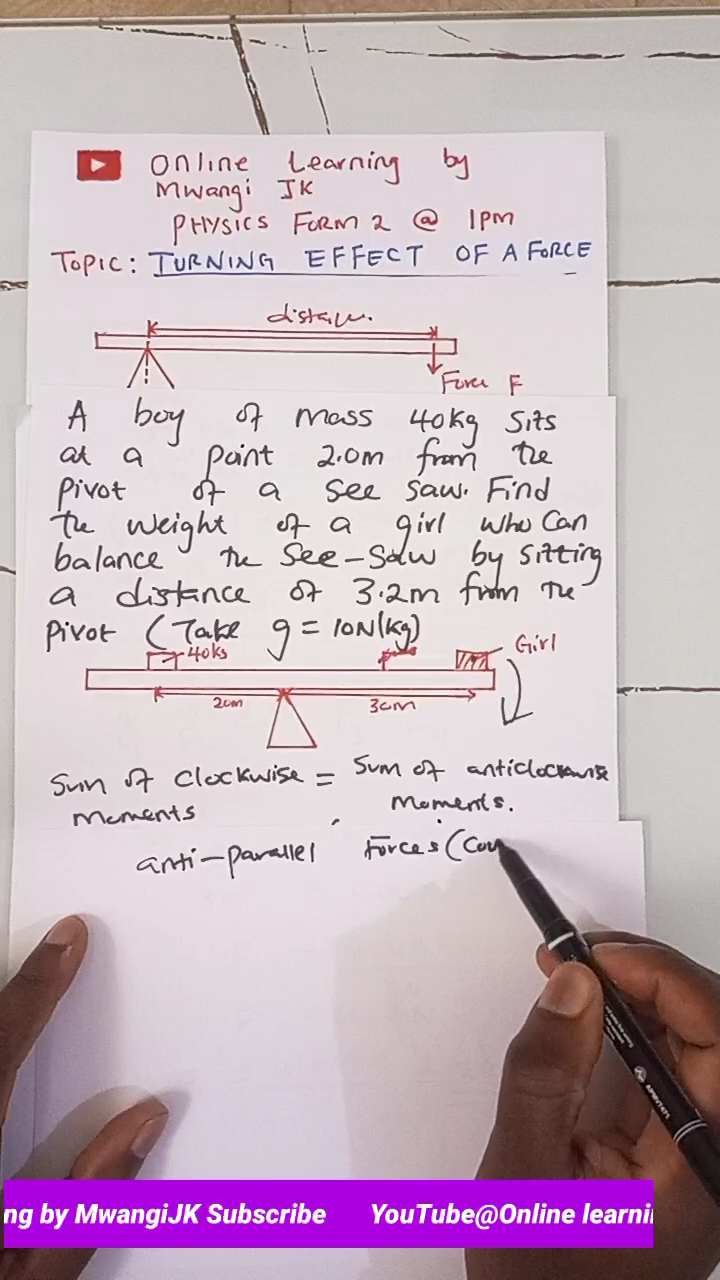 Online Learning by
Mwangi JK
PHYSICS FORM 2 @ 1PM
TOPIC: TURNING EFFECT OF A FORCE
Force F
A boy of mass 40kg sits
at a point 2.0m from the
pivot of a see saw. Find
the weight of a girl who can
balance the see-saw by sitting
a distance of 3.2m from the
pivot (Take g = 10N/kg)
Girl
2cm
3cm
Sum of clockwise = Sum of anticlockwise
moments moments.
anti-parallel Forces (Cou
ng by MwangiJK Subscribe YouTube@Online learni